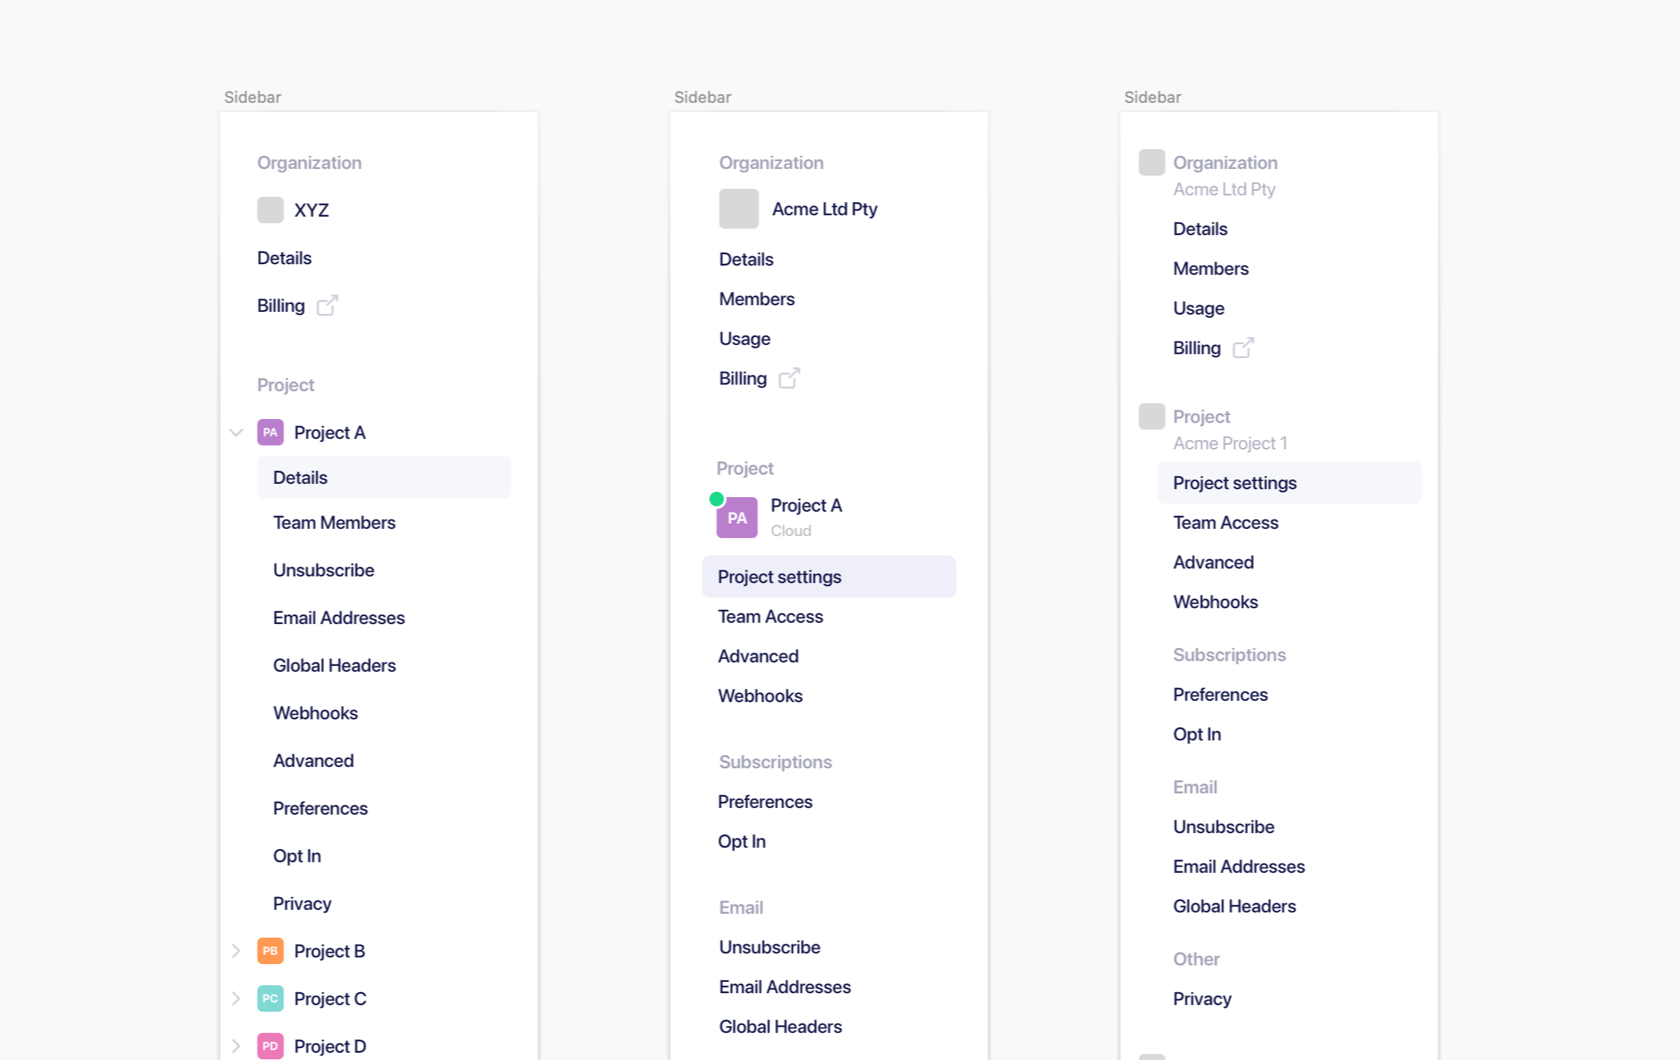 Sidebar
Organization
XYZ
Details
Billing
Project
PA Project A
Details
Team Members
Unsubscribe
Email Addresses
Global Headers
Webhooks
Advanced
Preferences
Opt In
Privacy
PB Project B
PC Project C
PD Project D
Sidebar
Organization
Acme Ltd Pty
Details
Members
Usage
Billing
Project
PA Project A
Cloud
Project settings
Team Access
Advanced
Webhooks
Subscriptions
Preferences
Opt In
Email
Unsubscribe
Email Addresses
Global Headers
Sidebar
Organization
Acme Ltd Pty
Details
Members
Usage
Billing
Project
Acme Project 1
Project settings
Team Access
Advanced
Webhooks
Subscriptions
Preferences
Opt In
Email
Unsubscribe
Email Addresses
Global Headers
Other
Privacy